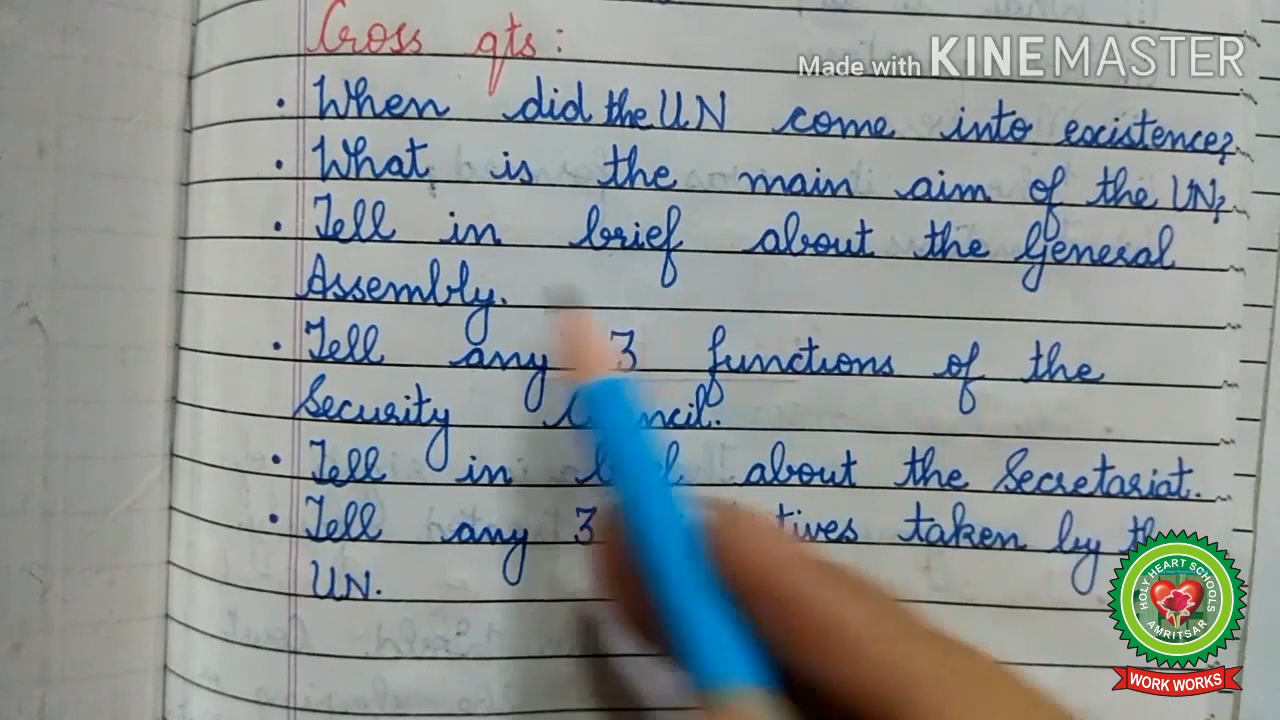 Cross qts:
Made with KINEMASTER
• When did the UN come into existence?
• What is the main aim of the UN?
• Tell in brief about the General
Assembly.
• Tell any 3 functions of the
Security Council.
• Tell in about the Secretariat.
• Tell any 3 taken by the
UN.
HOLY HEART SCHOOLS
AMRITSAR
WORK WORKS